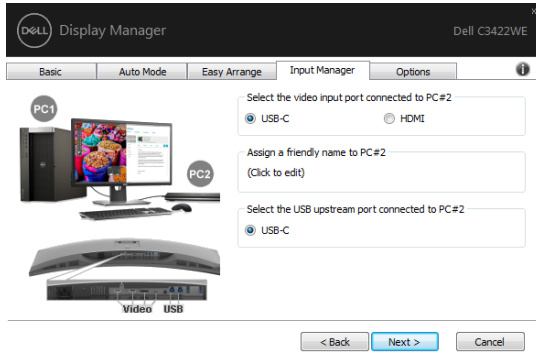 DELL Display Manager
Dell C3422WE
x
Basic
Auto Mode
Easy Arrange
Input Manager
Options
i
PC1
PC2
Video USB
Select the video input port connected to PC#2
USB-C
HDMI
Assign a friendly name to PC#2
(Click to edit)
Select the USB upstream port connected to PC#2
USB-C
< Back
Next >
Cancel